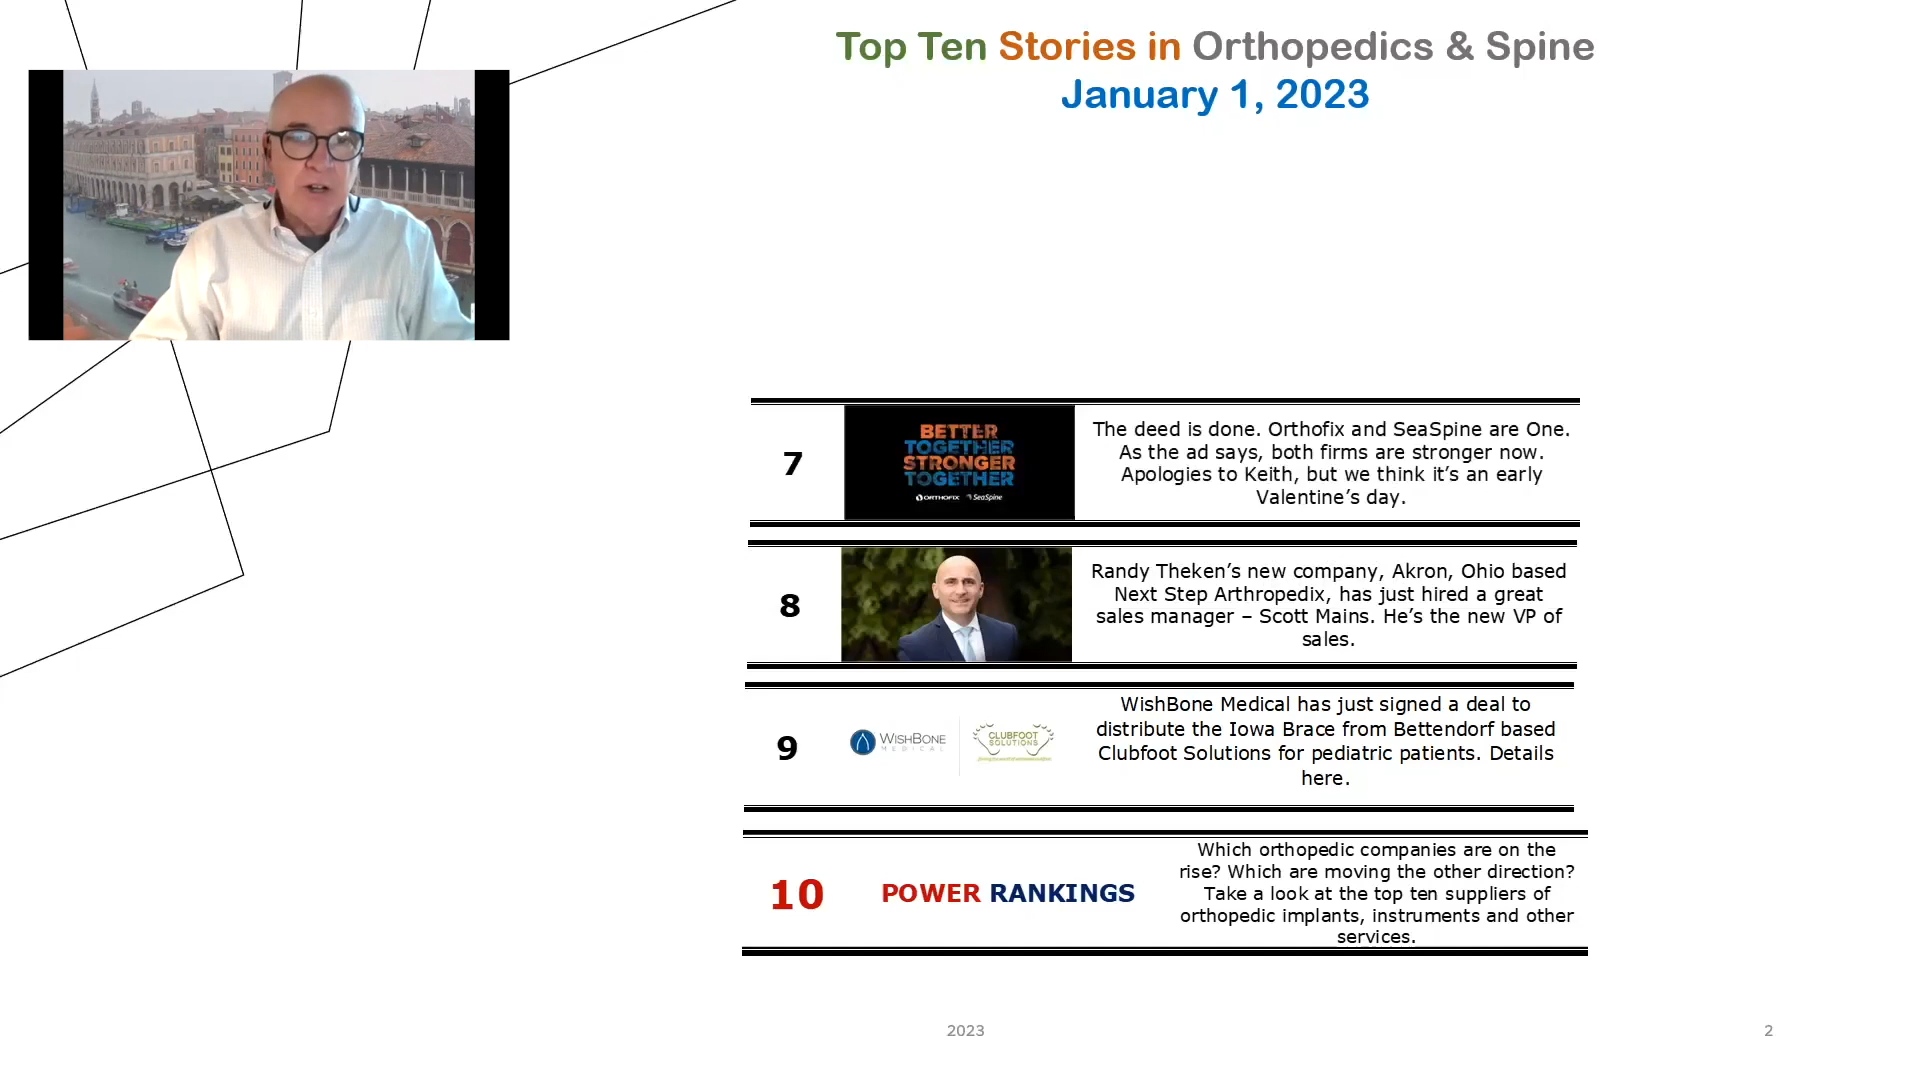 Top Ten Stories in Orthopedics & Spine
January 1, 2023
7
BETTER
TOGETHER
STRONGER
TOGETHER
ORTHOFIX SeaSpine
The deed is done. Orthofix and SeaSpine are One.
As the ad says, both firms are stronger now.
Apologies to Keith, but we think it’s an early
Valentine’s day.
8
Randy Theken’s new company, Akron, Ohio based
Next Step Arthropedix, has just hired a great
sales manager – Scott Mains. He’s the new VP of
sales.
9
WISHBONE
MEDICAL
CLUBFOOT
SOLUTIONS
WishBone Medical has just signed a deal to
distribute the Iowa Brace from Bettendorf based
Clubfoot Solutions for pediatric patients. Details
here.
10
POWER RANKINGS
Which orthopedic companies are on the
rise? Which are moving the other direction?
Take a look at the top ten suppliers of
orthopedic implants, instruments and other
services.
2023
2